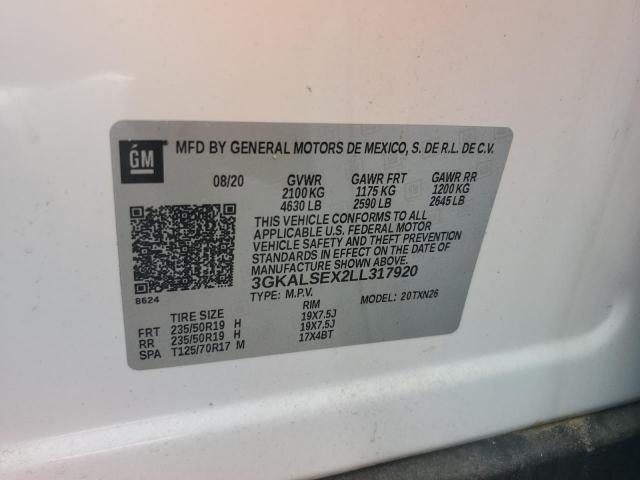 GM
MFD BY GENERAL MOTORS DE MEXICO, S. DE R.L. DE C.V.
08/20 GVWR GAWR FRT GAWR RR
2100 KG 1175 KG 1200 KG
4630 LB 2590 LB 2645 LB
THIS VEHICLE CONFORMS TO ALL
APPLICABLE U.S. FEDERAL MOTOR
VEHICLE SAFETY AND THEFT PREVENTION
STANDARDS IN EFFECT ON THE DATE OF
MANUFACTURE SHOWN ABOVE.
3GKALSEX2LL317920
8624
TYPE: M.P.V. MODEL: 20TXN26
TIRE SIZE RIM
FRT 235/50R19 H 19X7.5J
RR 235/50R19 H 19X7.5J
SPA T125/70R17 M 17X4BT